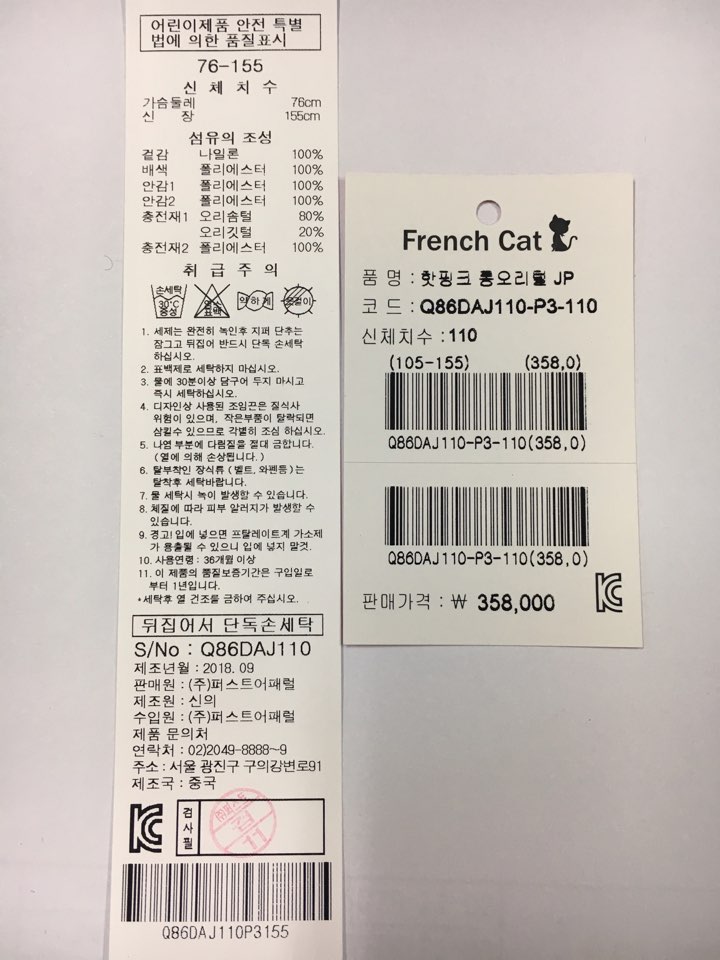 어린이제품 안전 특별
법에 의한 품질표시
76-155
신 체 치 수
가슴둘레 76cm
신 장 155cm
섬유의 조성
겉감 나일론 100%
배색 폴리에스터 100%
안감1 폴리에스터 100%
안감2 폴리에스터 100%
충전재1 오리솜털 80%
오리깃털 20%
충전재2 폴리에스터 100%
취 급 주 의
손세탁
30℃
중성
염소
표백
약하게
옷걸이
1. 세제는 완전히 녹인후 지퍼 단추는
잠그고 뒤집어 반드시 단독 손세탁
하십시오.
2. 표백제로 세탁하지 마십시오.
3. 물에 30분이상 담구어 두지 마시고
즉시 세탁하십시오.
4. 디자인상 사용된 조임끈은 질식사
위험이 있으며, 작은부품이 탈락되면
삼킬수 있으므로 각별히 조심 하십시오.
5. 나염 부분에 다림질을 절대 금합니다.
(열에 의해 손상됩니다.)
6. 탈부착인 장식류 (벨트, 와펜등)는
탈착후 세탁바랍니다.
7. 물 세탁시 녹이 발생할 수 있습니다.
8. 체질에 따라 피부 알러지가 발생할 수
있습니다.
9. 경고! 입에 넣으면 프탈레이트계 가소제
가 용출될 수 있으니 입에 넣지 말것.
10. 사용연령 : 36개월 이상
11. 이 제품의 품질보증기간은 구입일로
부터 1년입니다.
*세탁후 열 건조를 금하여 주십시오.
뒤집어서 단독손세탁
S/No : Q86DAJ110
제조년월 : 2018. 09
판매원 : (주)퍼스트어패럴
제조원 : 신의
수입원 : (주)퍼스트어패럴
제품 문의처
연락처 : 02)2049-8888~9
주소 : 서울 광진구 구의강변로91
제조국 : 중국
KC
검
사
필
(주)퍼스트
검
11
Q86DAJ110P3155
French Cat
품 명 : 핫핑크 롱오리털 JP
코 드 : Q86DAJ110-P3-110
신체치수 : 110
(105-155) (358,0)
Q86DAJ110-P3-110(358,0)
Q86DAJ110-P3-110(358,0)
판매가격 : ₩ 358,000
KC